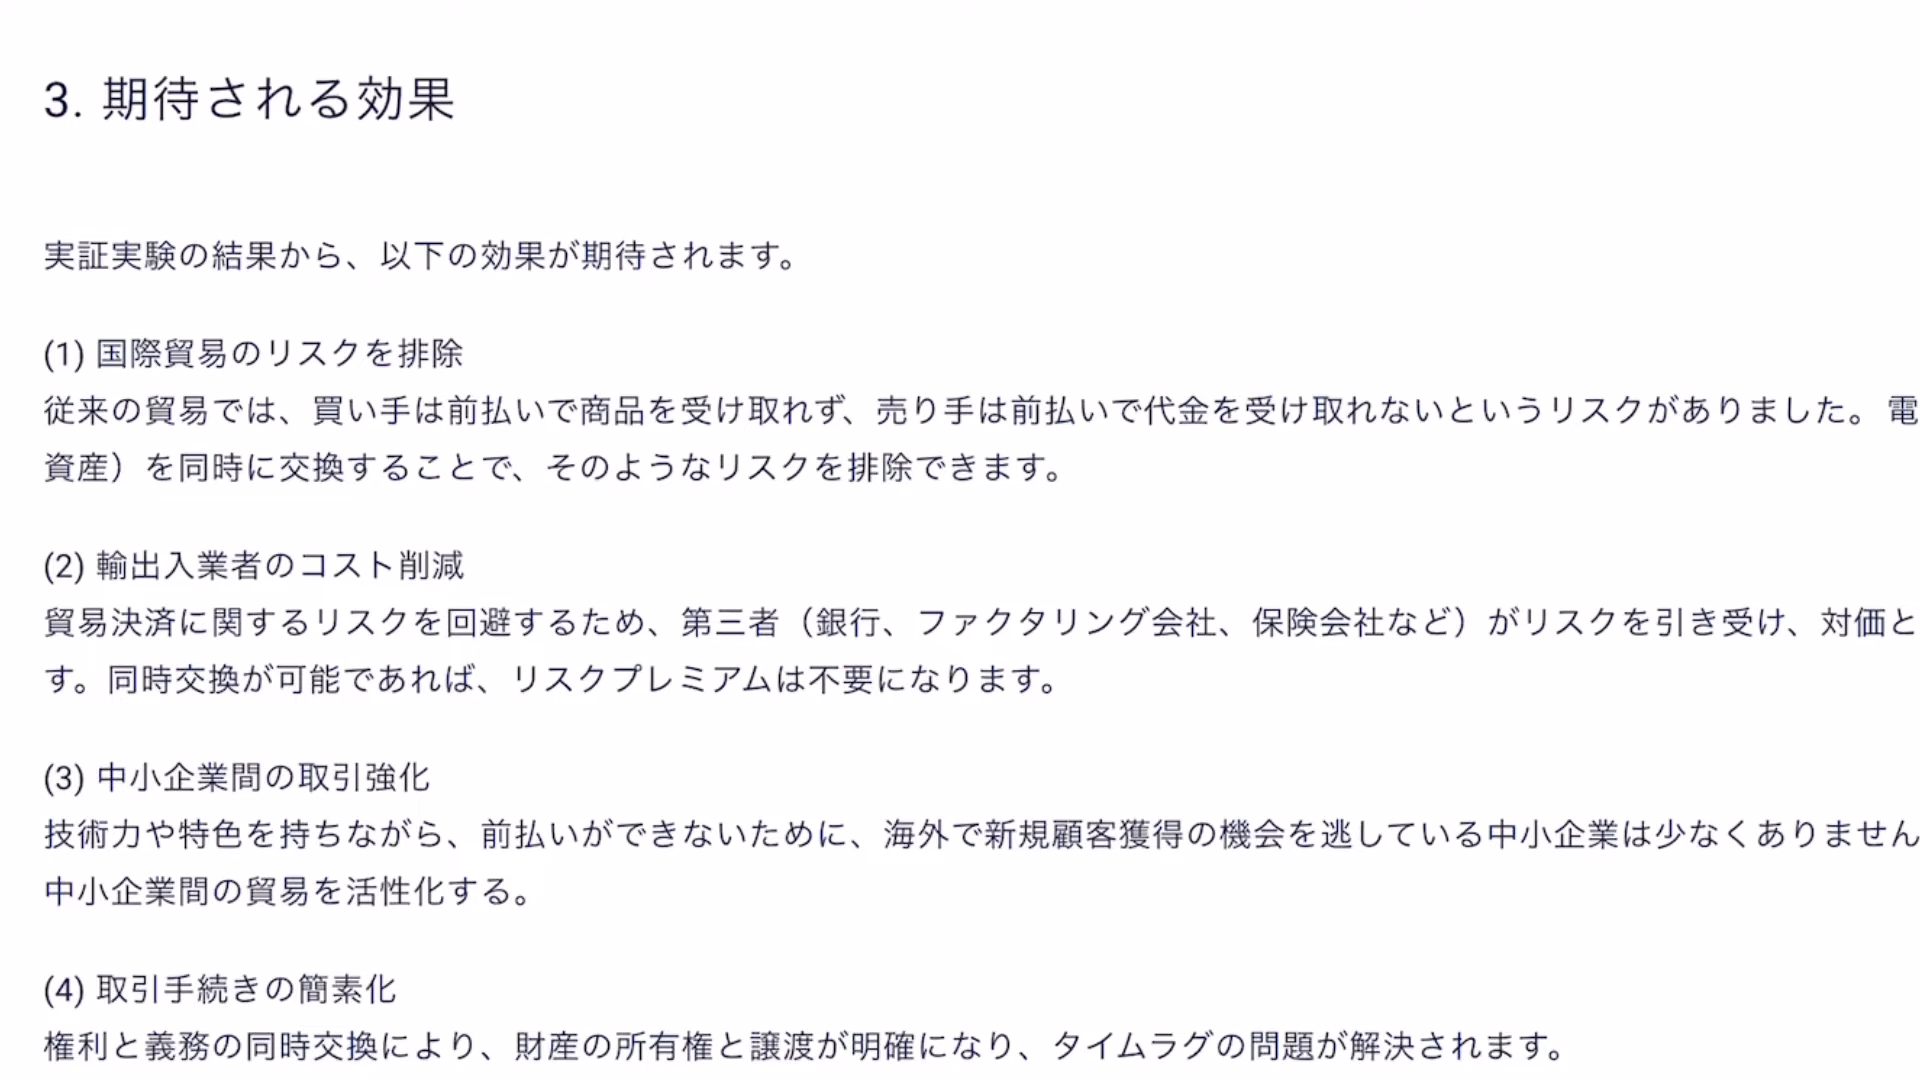 3. 期待される効果
実証実験の結果から、以下の効果が期待されます。
(1) 国際貿易のリスクを排除
従来の貿易では、買い手は前払いで商品を受け取れず、売り手は前払いで代金を受け取れないというリスクがありました。 電
資産）を同時に交換することで、そのようなリスクを排除できます。
(2) 輸出入業者のコスト削減
貿易決済に関するリスクを回避するため、第三者（銀行、ファクタリング会社、保険会社など）がリスクを引き受け、対価と
す。同時交換が可能であれば、リスクプレミアムは不要になります。
(3) 中小企業間の取引強化
技術力や特色を持ちながら、前払いができないために、海外で新規顧客獲得の機会を逃している中小企業は少なくありません
中小企業間の貿易を活性化する。
(4) 取引手続きの簡素化
権利と義務の同時交換により、財産の所有権と譲渡が明確になり、タイムラグの問題が解決されます。